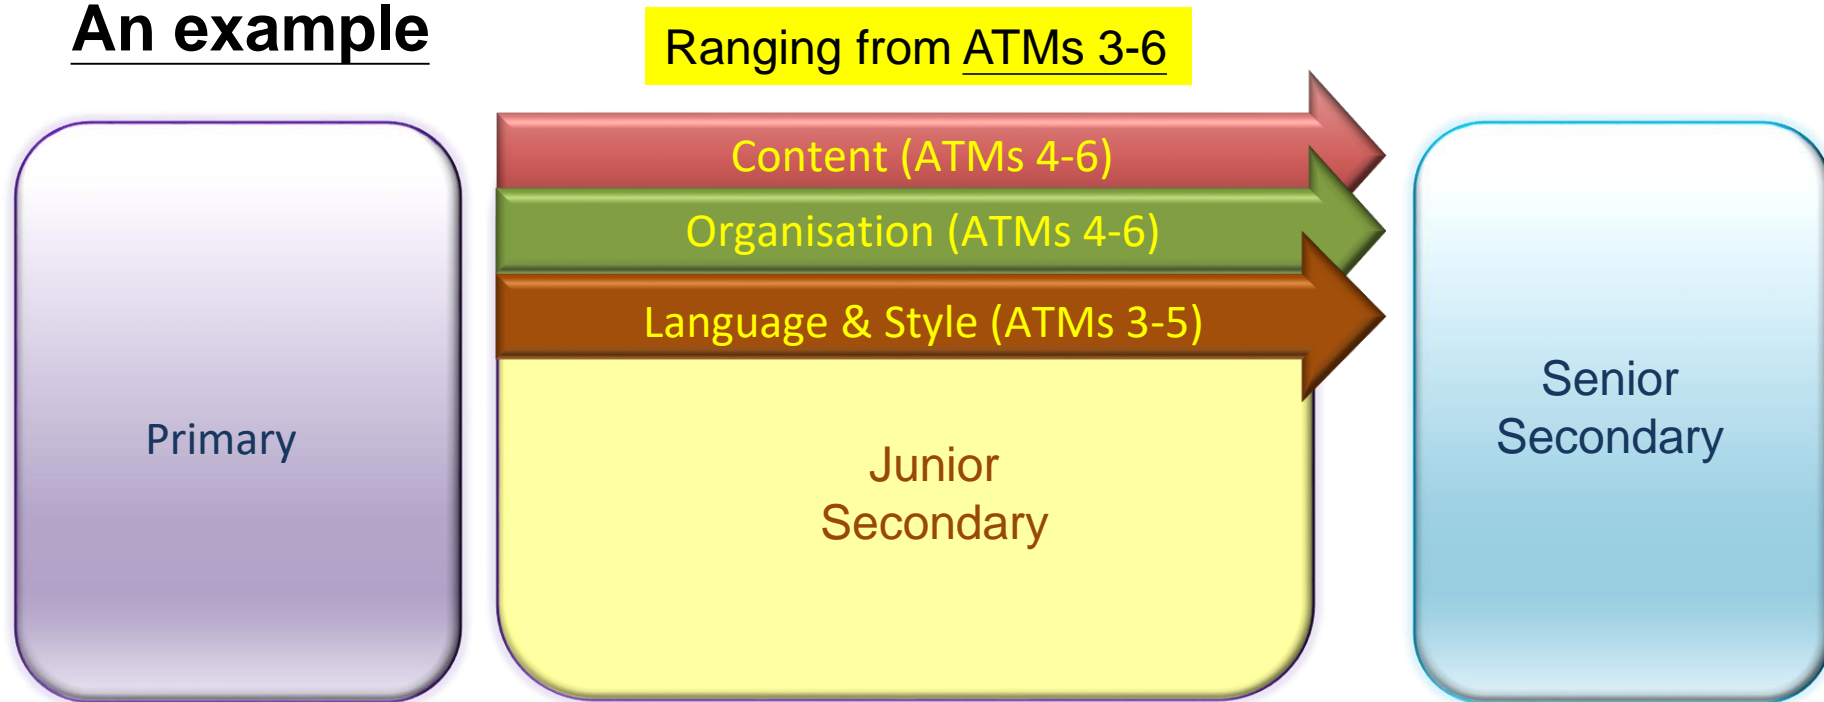 An example
Ranging from ATMs 3-6
Content (ATMs 4-6)
Organisation (ATMs 4-6)
Language & Style (ATMs 3-5)
Primary
Junior
Secondary
Senior
Secondary